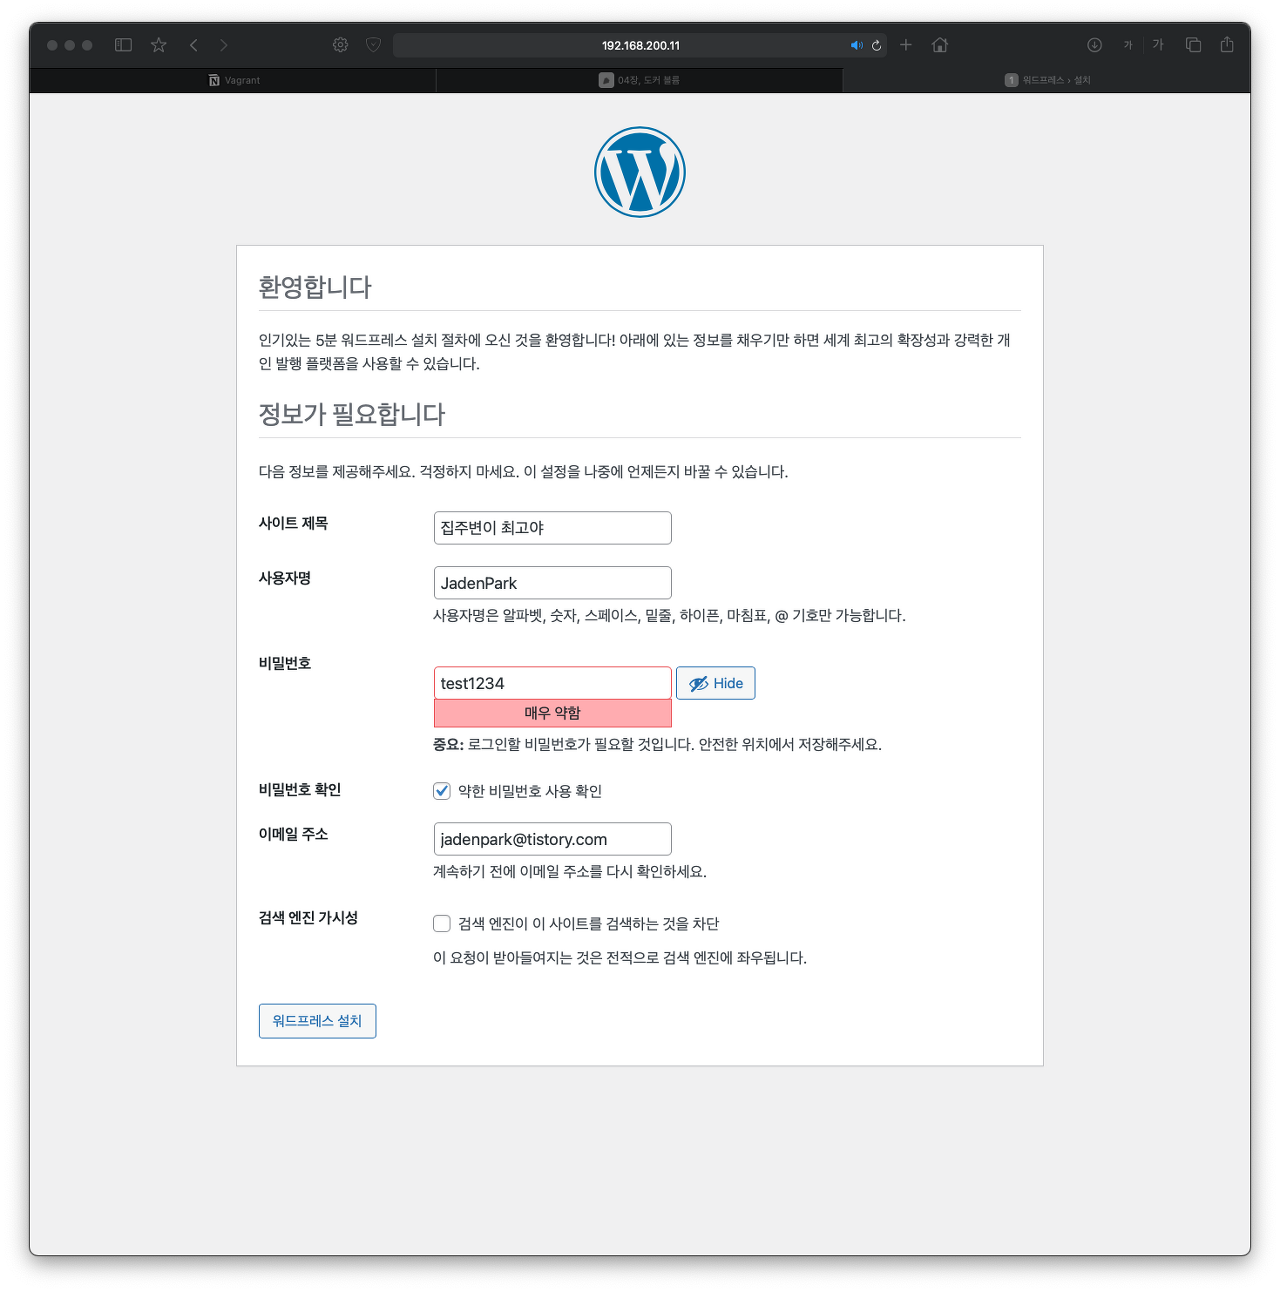 192.168.200.11
가
가
Vagrant
04장, 도커 볼륨
1 워드프레스 › 설치
환영합니다
인기있는 5분 워드프레스 설치 절차에 오신 것을 환영합니다! 아래에 있는 정보를 채우기만 하면 세계 최고의 확장성과 강력한 개
인 발행 플랫폼을 사용할 수 있습니다.
정보가 필요합니다
다음 정보를 제공해주세요. 걱정하지 마세요. 이 설정을 나중에 언제든지 바꿀 수 있습니다.
사이트 제목
집주변이 최고야
사용자명
JadenPark
사용자명은 알파벳, 숫자, 스페이스, 밑줄, 하이픈, 마침표, @ 기호만 가능합니다.
비밀번호
test1234
Hide
매우 약함
중요: 로그인할 비밀번호가 필요할 것입니다. 안전한 위치에서 저장해주세요.
비밀번호 확인
약한 비밀번호 사용 확인
이메일 주소
jadenpark@tistory.com
계속하기 전에 이메일 주소를 다시 확인하세요.
검색 엔진 가시성
검색 엔진이 이 사이트를 검색하는 것을 차단
이 요청이 받아들여지는 것은 전적으로 검색 엔진에 좌우됩니다.
워드프레스 설치